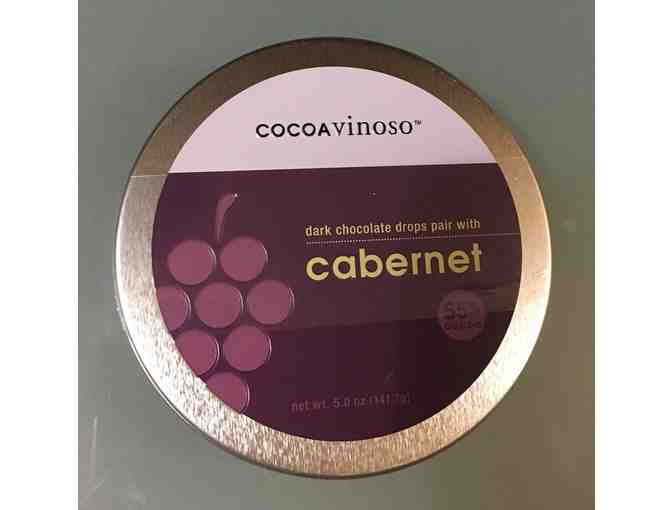 COCOAvinoso™
dark chocolate drops pair with
cabernet
55%
net wt. 5.0 oz (141.7g)